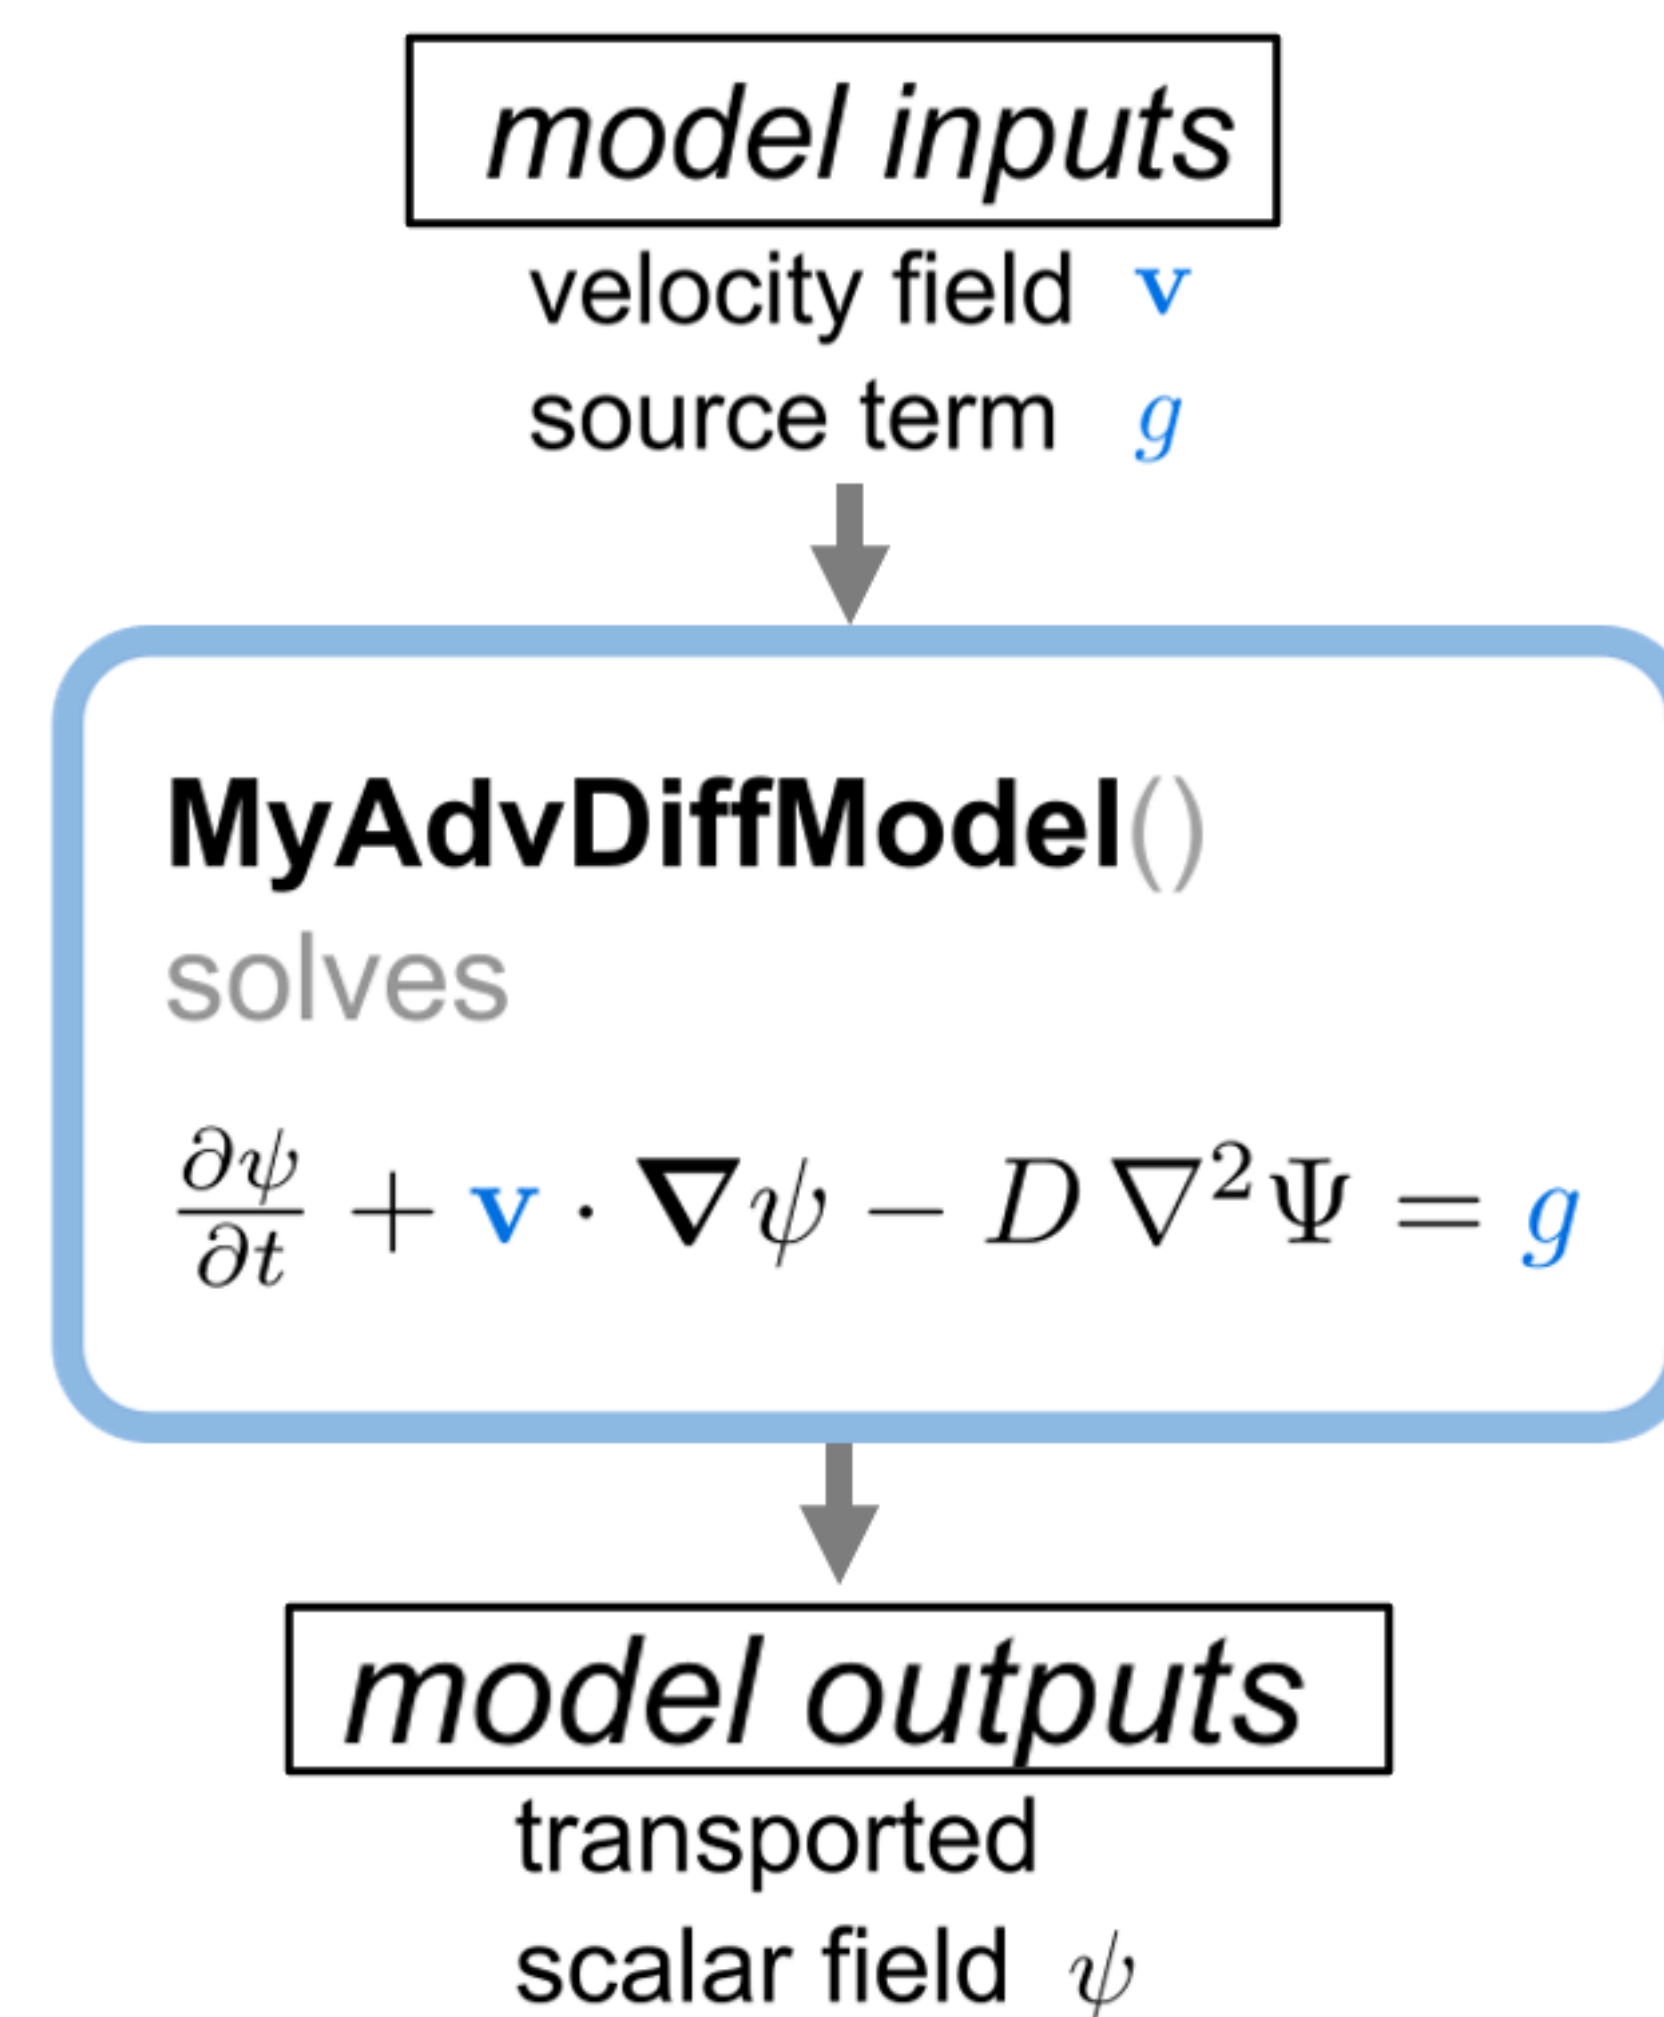 model inputs
velocity field v
source term g
MyAdvDiffModel()
solves
∂ψ/∂t + v · ∇ψ − D ∇²Ψ = g
model outputs
transported
scalar field ψ